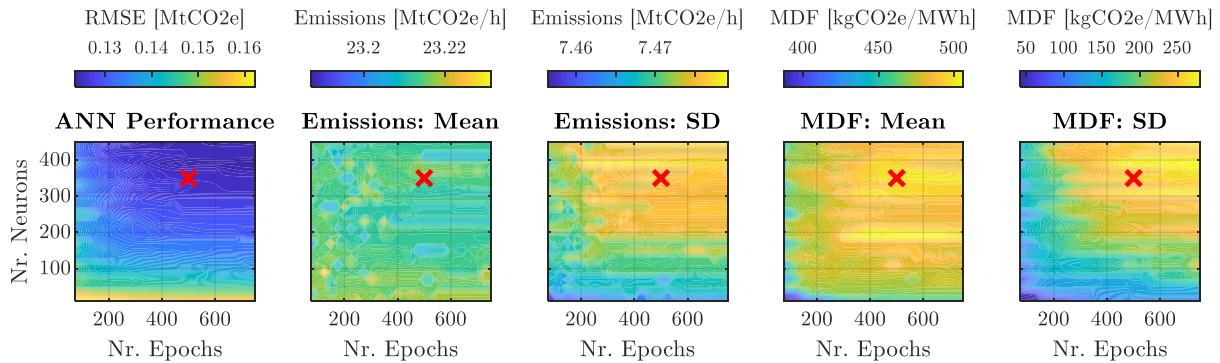 RMSE [MtCO2e]
0.13 0.14 0.15 0.16
ANN Performance
Nr. Neurons
400
300
200
100
200 400 600
Nr. Epochs
Emissions [MtCO2e/h]
23.2 23.22
Emissions: Mean
200 400 600
Nr. Epochs
Emissions [MtCO2e/h]
7.46 7.47
Emissions: SD
200 400 600
Nr. Epochs
MDF [kgCO2e/MWh]
400 450 500
MDF: Mean
200 400 600
Nr. Epochs
MDF [kgCO2e/MWh]
50 100 150 200 250
MDF: SD
200 400 600
Nr. Epochs